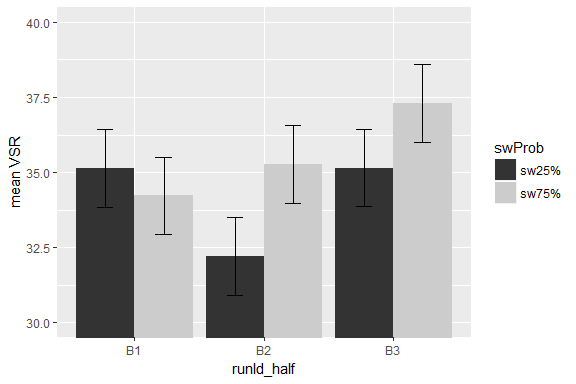 40.0
37.5
35.0
32.5
30.0
mean VSR
B1 B2 B3
runId_half
swProb
sw25%
sw75%